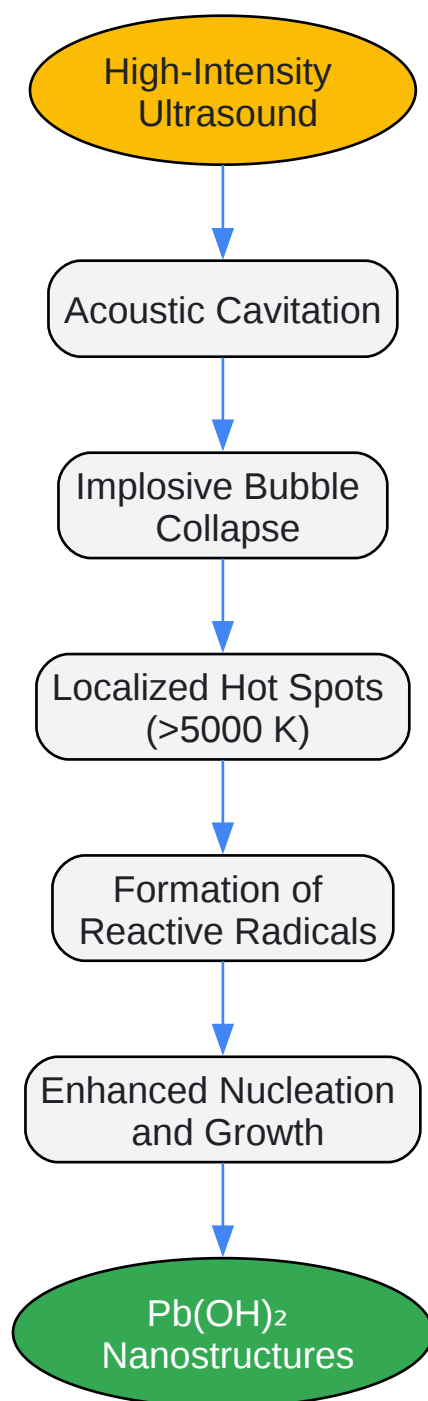 High-Intensity
Ultrasound
Acoustic Cavitation
Implosive Bubble
Collapse
Localized Hot Spots
(>5000 K)
Formation of
Reactive Radicals
Enhanced Nucleation
and Growth
Pb(OH)₂
Nanostructures